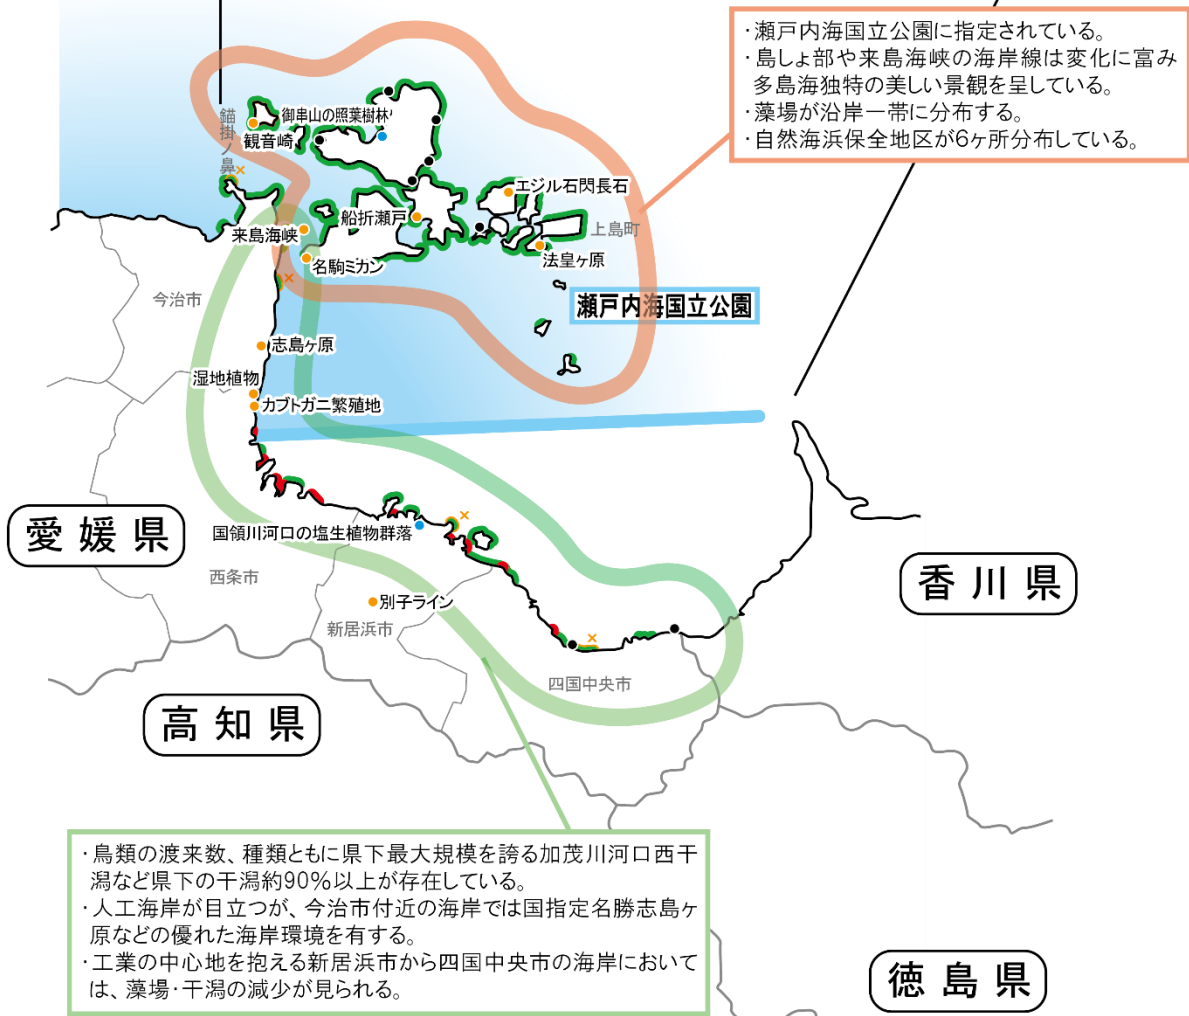 ・瀬戸内海国立公園に指定されている。
・島しょ部や来島海峡の海岸線は変化に富み
多島海独特の美しい景観を呈している。
・藻場が沿岸一帯に分布する。
・自然海浜保全地区が6ヶ所分布している。
錨掛ノ鼻
御串山の照葉樹林
観音崎
エジル石閃長石
船折瀬戸
上島町
来島海峡
法皇ヶ原
名駒ミカン
今治市
瀬戸内海国立公園
志島ヶ原
湿地植物
カブトガニ繁殖地
愛媛県
国領川河口の塩生植物群落
西条市
香川県
別子ライン
新居浜市
四国中央市
高知県
・鳥類の渡来数、種類ともに県下最大規模を誇る加茂川河口西干
潟など県下の干潟約90%以上が存在している。
・人工海岸が目立つが、今治市付近の海岸では国指定名勝志島ヶ
原などの優れた海岸環境を有する。
・工業の中心地を抱える新居浜市から四国中央市の海岸において
は、藻場・干潟の減少が見られる。
徳島県